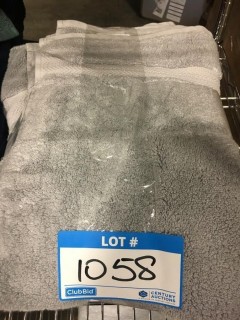 LOT #
1058
ClubBid
CENTURY
AUCTIONS